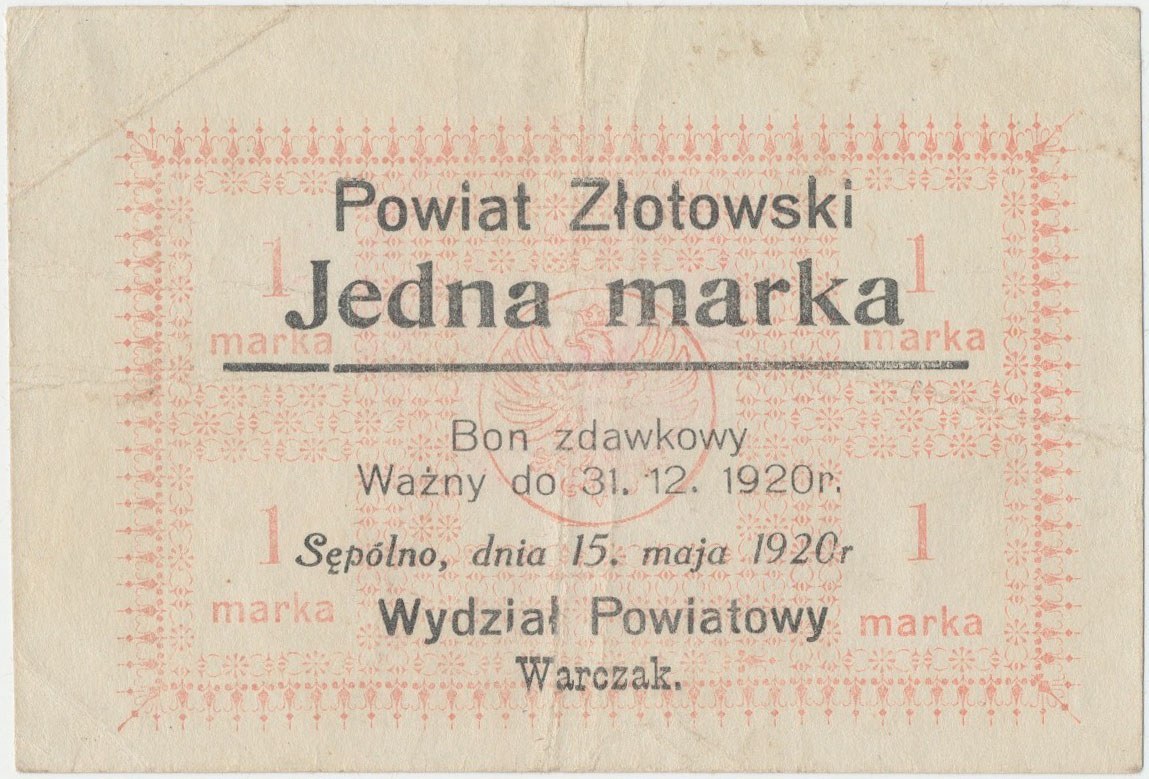 Powiat Złotowski
1 Jedna marka 1
marka marka
Bon zdawkowy
Ważny do 31. 12. 1920r.
1 Sępólno, dnia 15. maja 1920r 1
marka Wydział Powiatowy marka
Warczak.